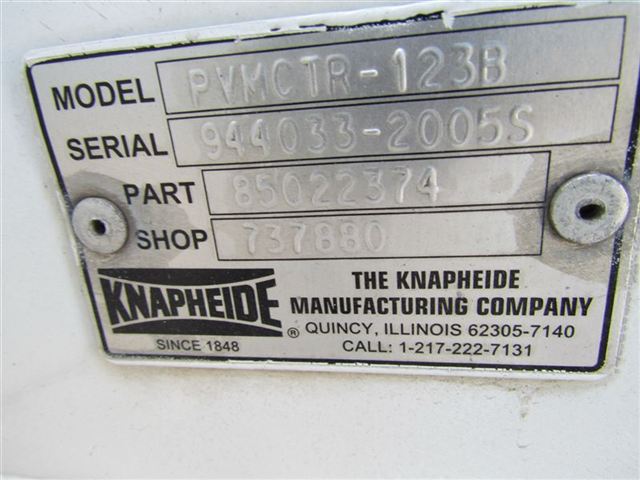 MODEL PVMCTR-123B
SERIAL 944033-2005S
PART 85022374
SHOP 737880
KNAPHEIDE®
SINCE 1848
THE KNAPHEIDE
MANUFACTURING COMPANY
QUINCY, ILLINOIS 62305-7140
CALL: 1-217-222-7131